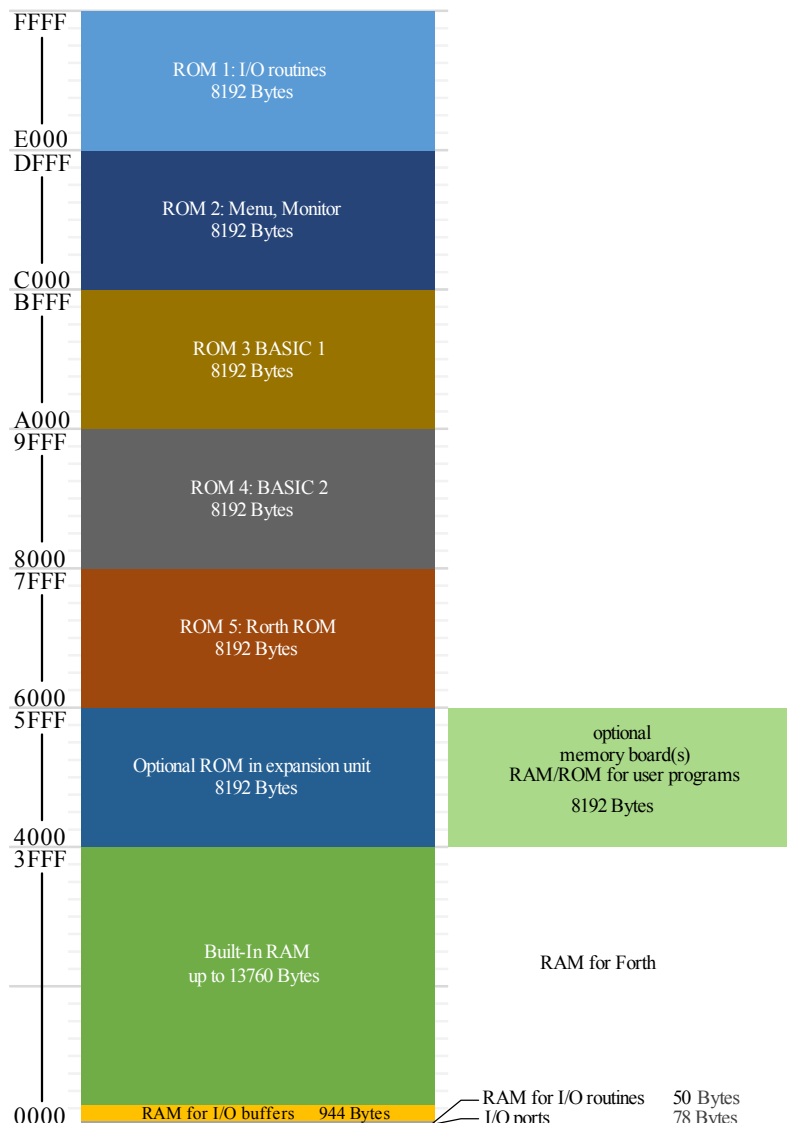 FFFF
ROM 1: I/O routines
8192 Bytes
E000
DFFF
ROM 2: Menu, Monitor
8192 Bytes
C000
BFFF
ROM 3 BASIC 1
8192 Bytes
A000
9FFF
ROM 4: BASIC 2
8192 Bytes
8000
7FFF
ROM 5: Rorth ROM
8192 Bytes
6000
5FFF
Optional ROM in expansion unit
8192 Bytes
optional
memory board(s)
RAM/ROM for user programs
8192 Bytes
4000
3FFF
Built-In RAM
up to 13760 Bytes
RAM for Forth
RAM for I/O buffers 944 Bytes
RAM for I/O routines 50 Bytes
0000
I/O ports 78 Bytes